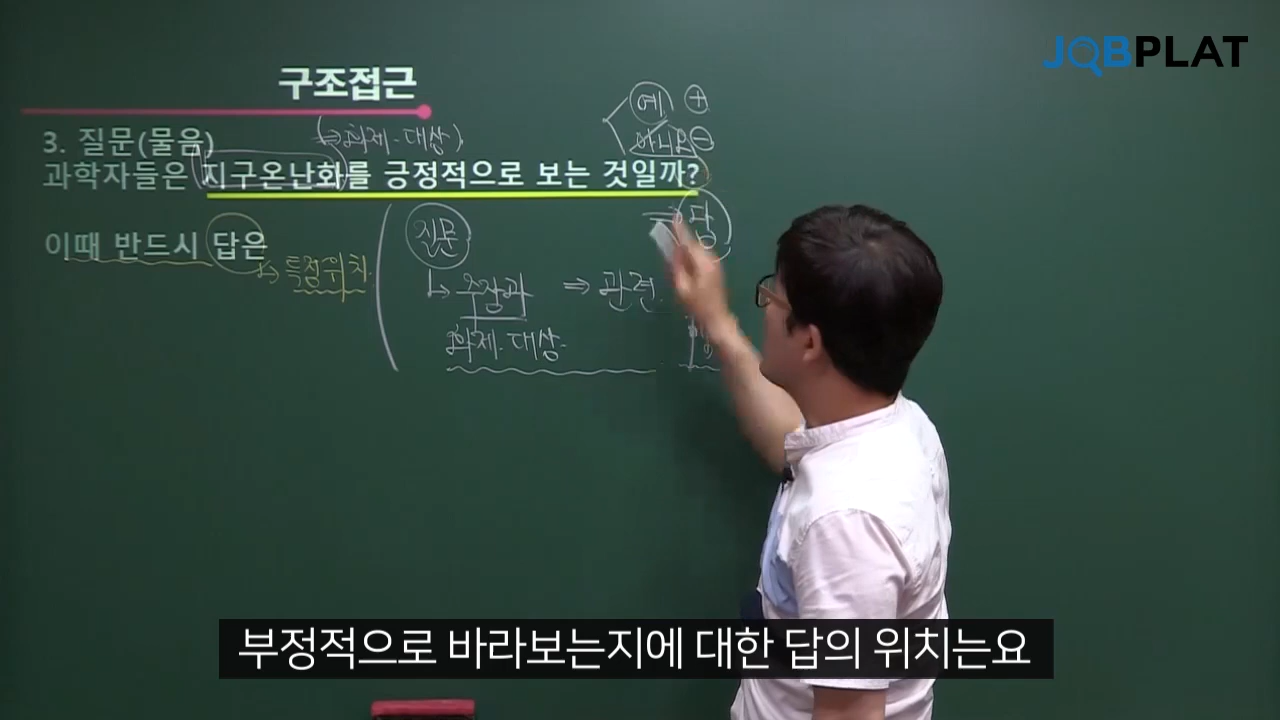 JOBPLAT
구조접근
예 +
아니요 -
3. 질문(물음)
(→화제·대상)
과학자들은 지구온난화를 긍정적으로 보는 것일까?
이때 반드시 답은
↳ 특정위치
질문 ⇒ 답
↳ 주장과 ⇒ 관련
화제·대상
부정적으로 바라보는지에 대한 답의 위치는요